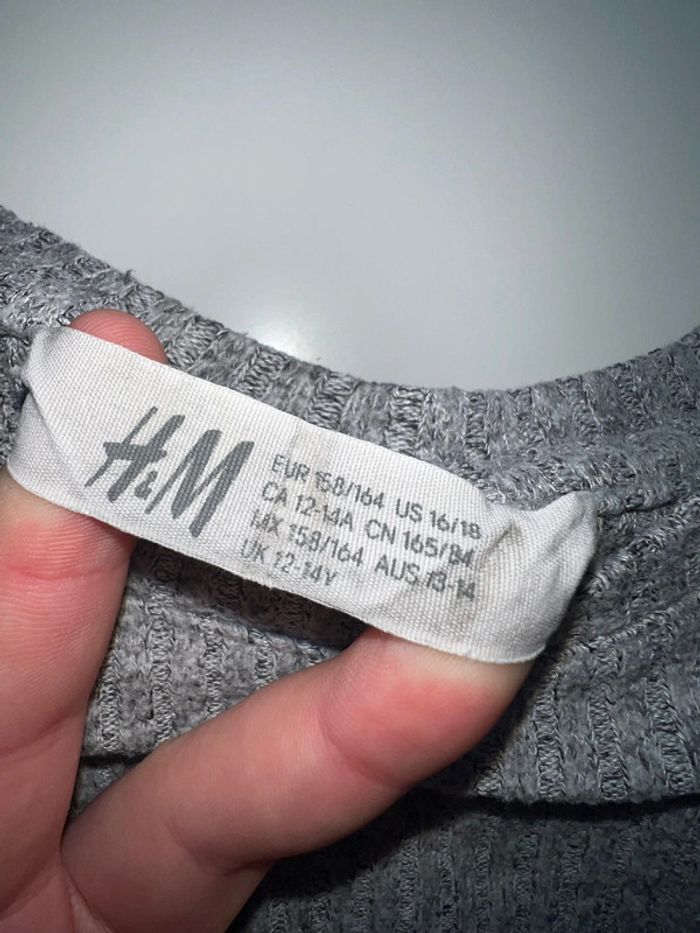 H&M
EUR 158/164 US 16/18
CA 12-14A CN 165/84
MX 158/164 AUS 13-14
UK 12-14Y